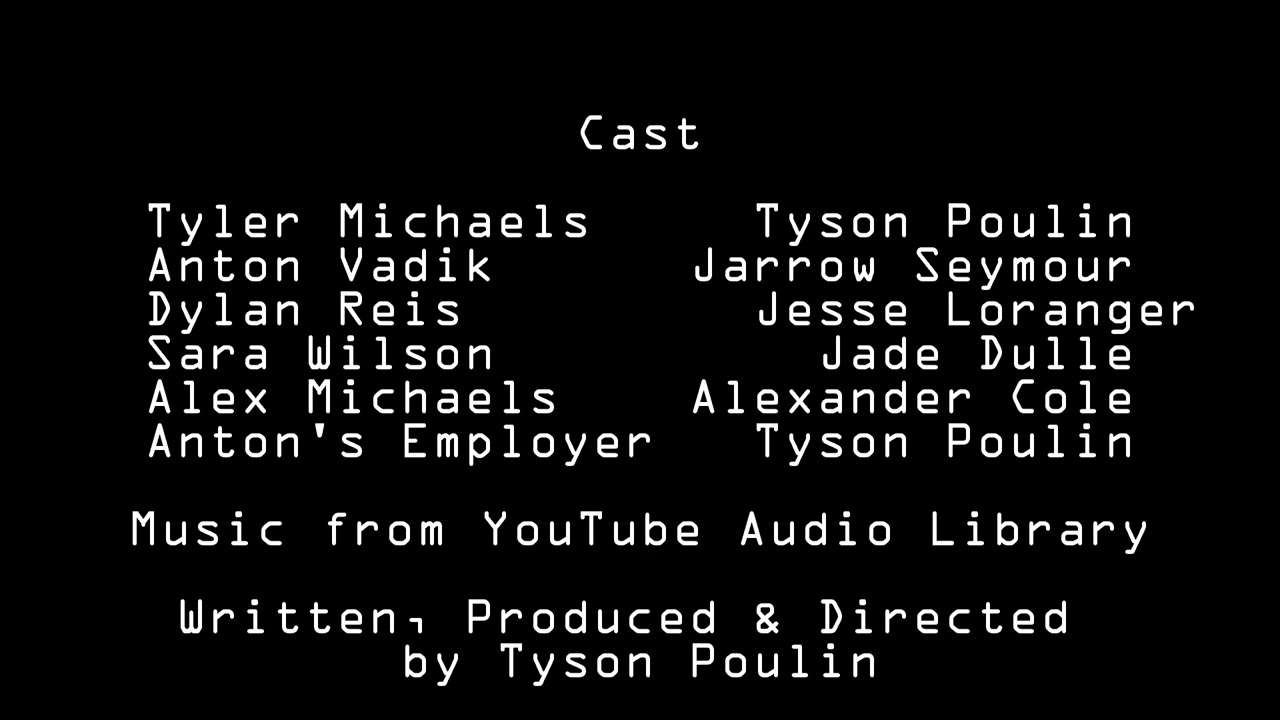 Cast
Tyler Michaels Tyson Poulin
Anton Vadik Jarrow Seymour
Dylan Reis Jesse Loranger
Sara Wilson Jade Dulle
Alex Michaels Alexander Cole
Anton's Employer Tyson Poulin
Music from YouTube Audio Library
Written, Produced & Directed
by Tyson Poulin